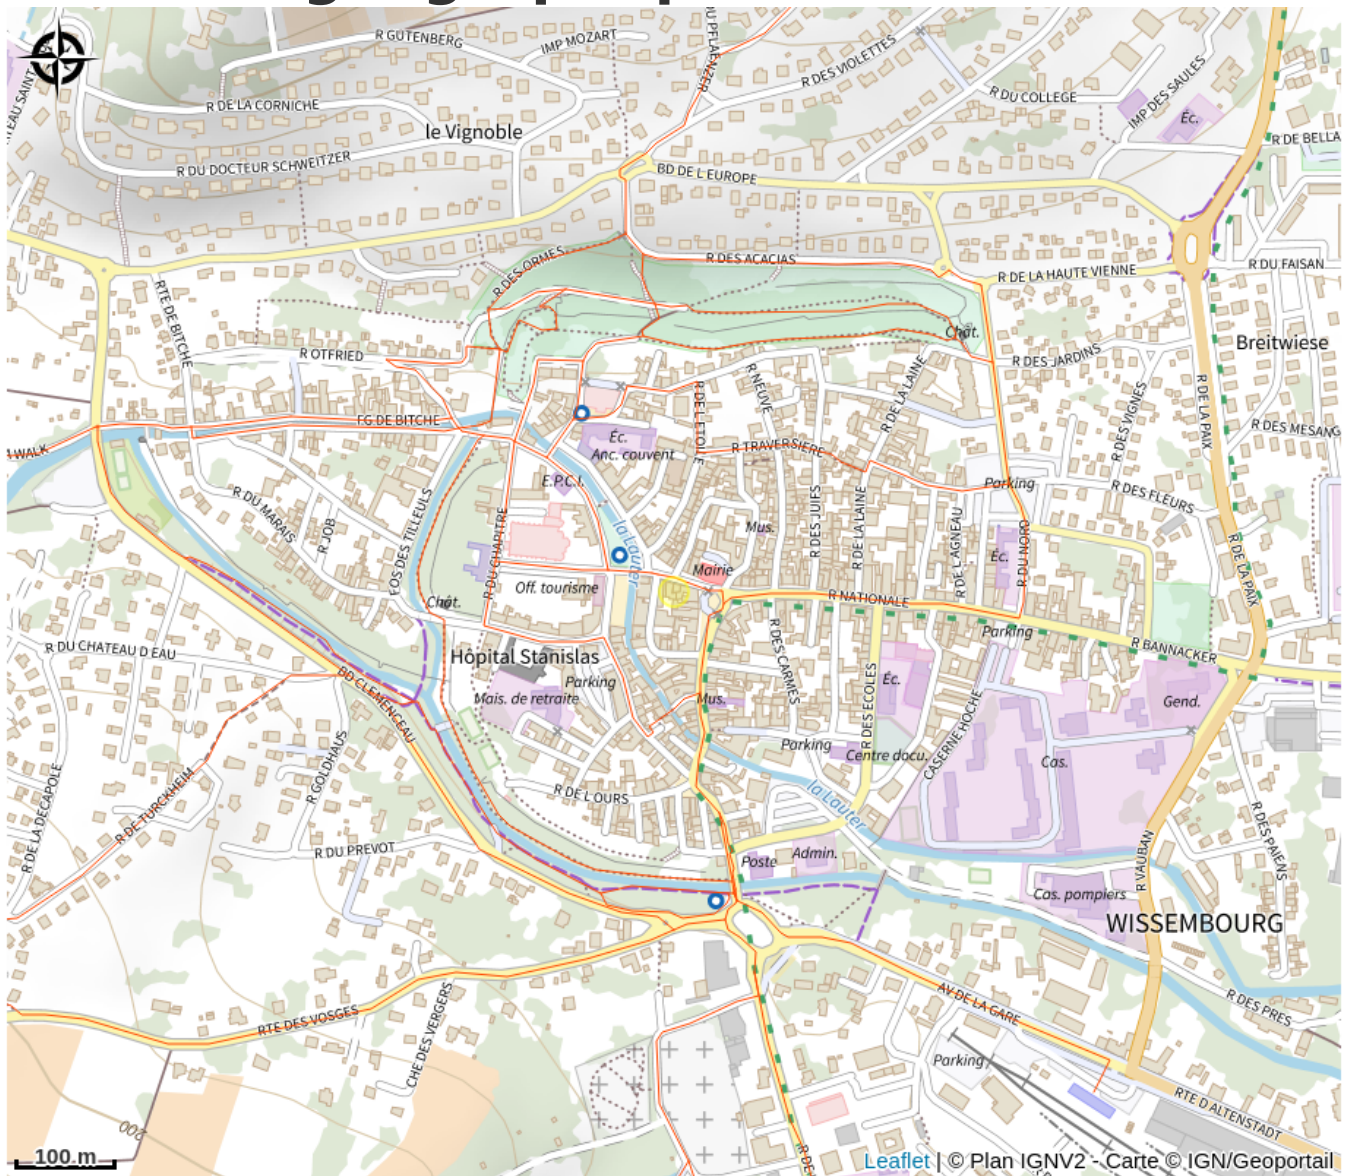 R GUTENBERG
IMP MOZART
R DES VIOLETTES
R DE LA CORNICHE
R DU COLLEGE
IMP DES SAULES
Éc.
le Vignoble
R DE BELLA
R DU DOCTEUR SCHWEITZER
BD DE L EUROPE
R DES ORMES
R DES ACACIAS
R DE LA HAUTE VIENNE
R DU FAISAN
RTE DE BITCHE
Chât.
Breitwiese
R OTFRIED
R DES JARDINS
R NEUVE
R DE LA LAINE
R DE L ETOILE
R DES VIGNES
R DE LA PAIX
FG DE BITCHE
R DES MESANG
WALK
Éc.
Anc. couvent
R TRAVERSIERE
E.P.C.I.
Parking
R DES FLEURS
R DU MARAIS
R JOB
FOS DES TILLEULS
R DU CHAPITRE
la Lauter
Mus.
R DES JUIFS
R DE LA LAINE
R DE L AGNEAU
R DU NORD
Éc.
R DE LA PAIX
Mairie
Off. tourisme
Chât.
R NATIONALE
Parking
R BANNACKER
R DU CHATEAU D EAU
Hôpital Stanislas
Parking
Mais. de retraite
Mus.
R DES CARMES
R DES ECOLES
Éc.
Gend.
BD CLEMENCEAU
Parking
Centre docu.
CASERNE HOCHE
Cas.
R GOLDHAUS
R DE L OURS
la Lauter
R DE LA DECAPOLE
R DE TURCKHEIM
R DU PREVOT
Poste
Admin.
R VAUBAN
R DES PAIENS
Cas. pompiers
WISSEMBOURG
AV DE LA GARE
R DES PRES
RTE DES VOSGES
CHE DES VERGERS
Parking
RTE D ALTENSTADT
200
100 m
Leaflet | © Plan IGNV2 - Carte © IGN/Geoportail